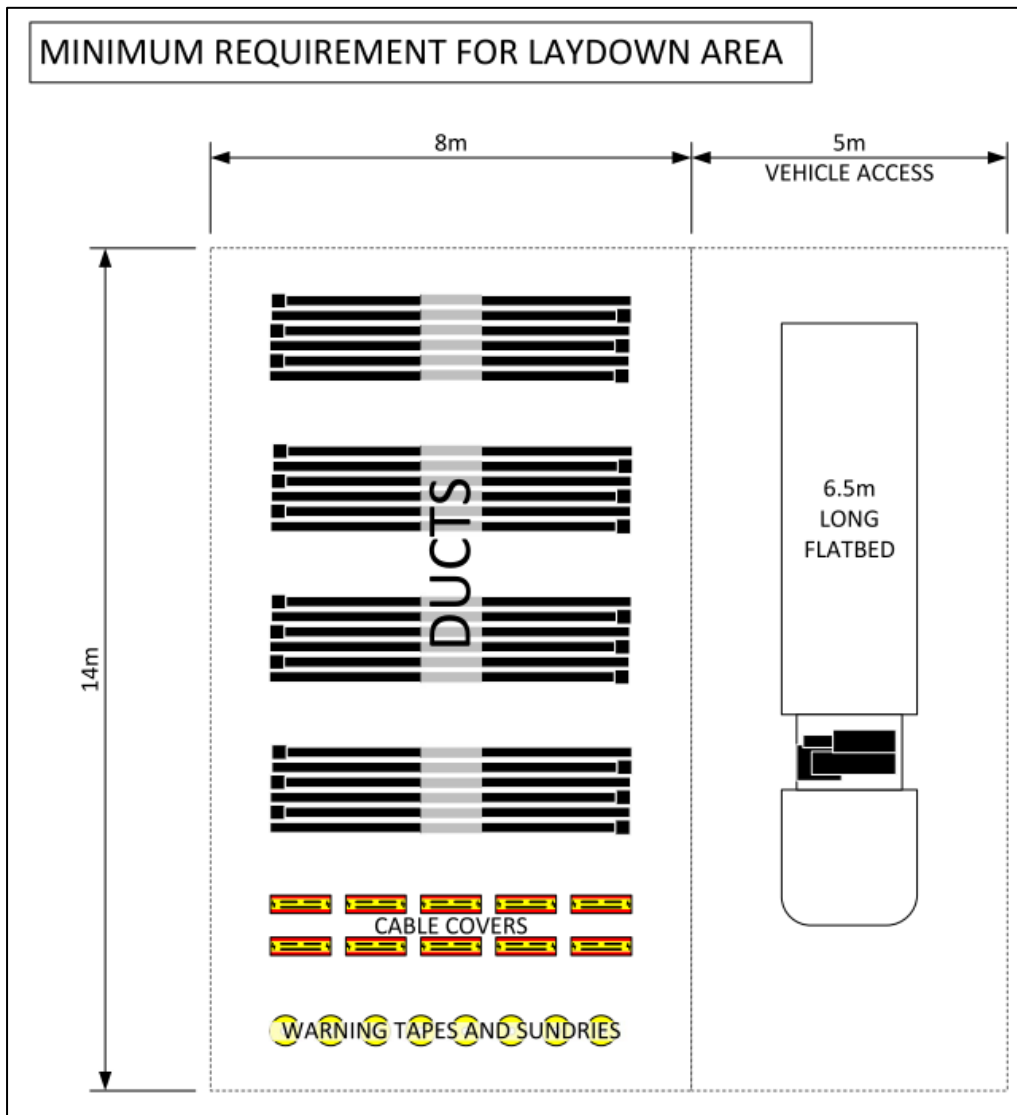 MINIMUM REQUIREMENT FOR LAYDOWN AREA
8m
5m
VEHICLE ACCESS
14m
DUCTS
6.5m
LONG
FLATBED
CABLE COVERS
WARNING TAPES AND SUNDRIES